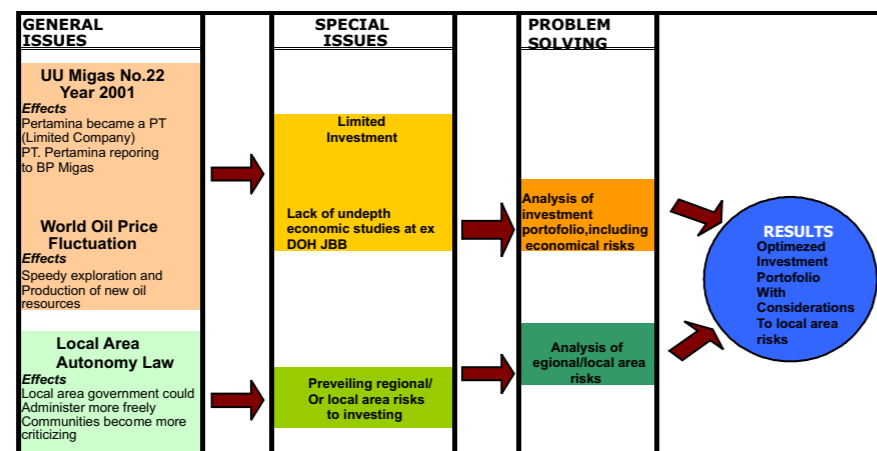 GENERAL
ISSUES
UU Migas No.22
Year 2001
Effects
Pertamina became a PT
(Limited Company)
PT. Pertamina reporing
to BP Migas
World Oil Price
Fluctuation
Effects
Speedy exploration and
Production of new oil
resources
Local Area
Autonomy Law
Effects
Local area government could
Administer more freely
Communities become more
criticizing
SPECIAL
ISSUES
Limited
Investment
Lack of undepth
economic studies at ex
DOH JBB
Preveiling regional/
Or local area risks
to investing
PROBLEM
SOLVING
Analysis of
investment
portofolio,including
economical risks
Analysis of
egional/local area
risks
RESULTS
Optimezed
Investment
Portofolio
With
Considerations
To local area
risks